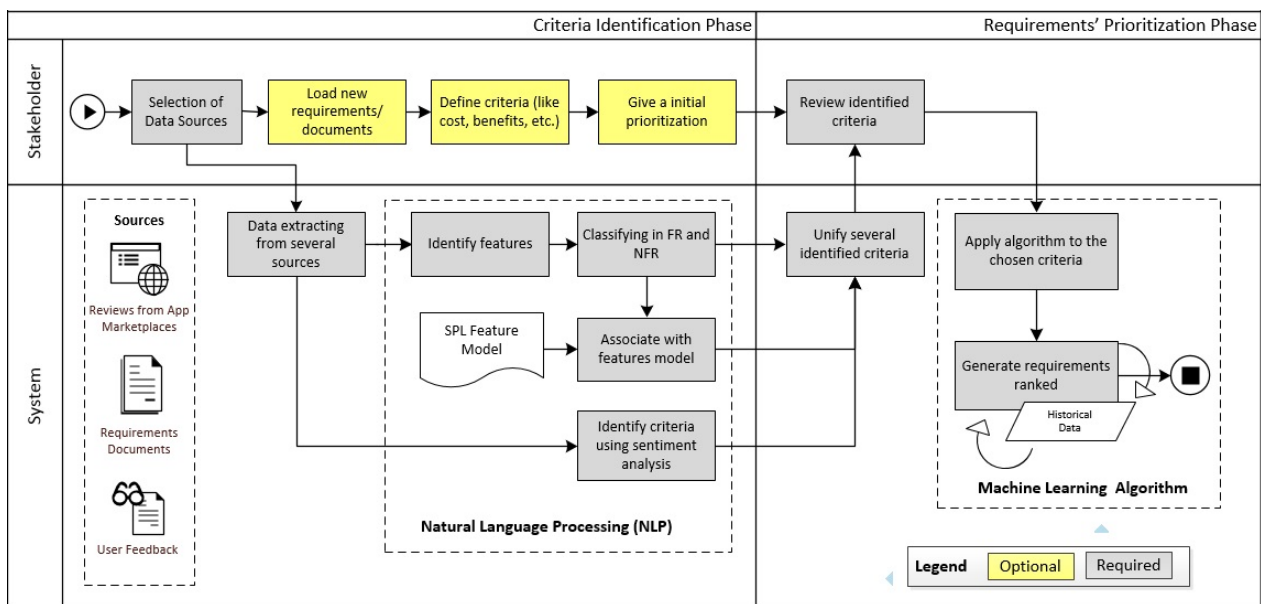 Criteria Identification Phase
Requirements’ Prioritization Phase
Stakeholder
Selection of
Data Sources
Load new
requirements/
documents
Define criteria (like
cost, benefits, etc.)
Give a initial
prioritization
Review identified
criteria
System
Sources
Reviews from App
Marketplaces
Requirements
Documents
User Feedback
Data extracting
from several
sources
Identify features
Classifying in FR and
NFR
SPL Feature
Model
Associate with
features model
Identify criteria
using sentiment
analysis
Natural Language Processing (NLP)
Unify several
identified criteria
Apply algorithm to the
chosen criteria
Generate requirements
ranked
Historical
Data
Machine Learning Algorithm
Legend
Optional
Required